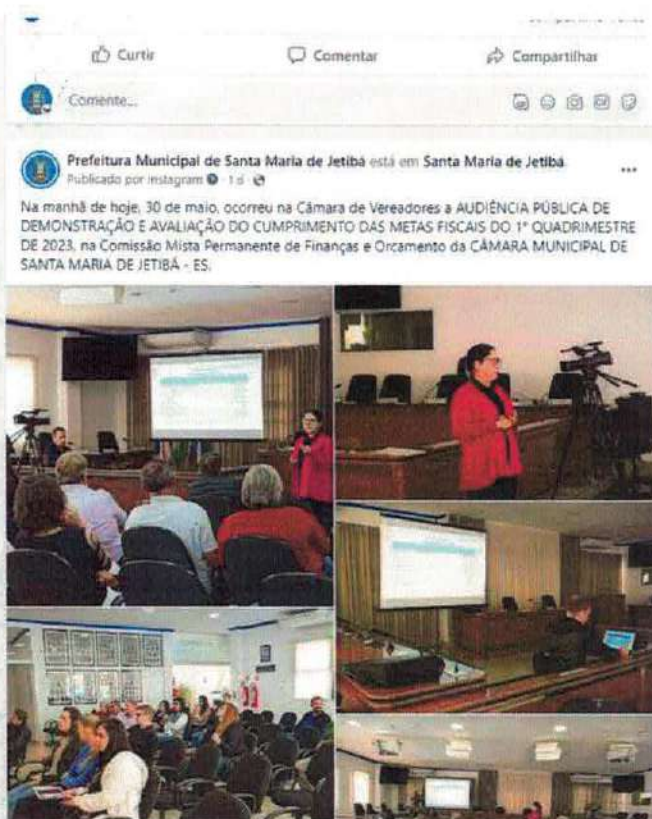 Curtir
Comentar
Compartilhar
Comente...
Prefeitura Municipal de Santa Maria de Jetibá está em Santa Maria de Jetibá.
Publicado por Instagram · 1 d ·
Na manhã de hoje, 30 de maio, ocorreu na Câmara de Vereadores a AUDIÊNCIA PÚBLICA DE
DEMONSTRAÇÃO E AVALIAÇÃO DO CUMPRIMENTO DAS METAS FISCAIS DO 1° QUADRIMESTRE
DE 2023, na Comissão Mista Permanente de Finanças e Orçamento da CÂMARA MUNICIPAL DE
SANTA MARIA DE JETIBÁ - ES.